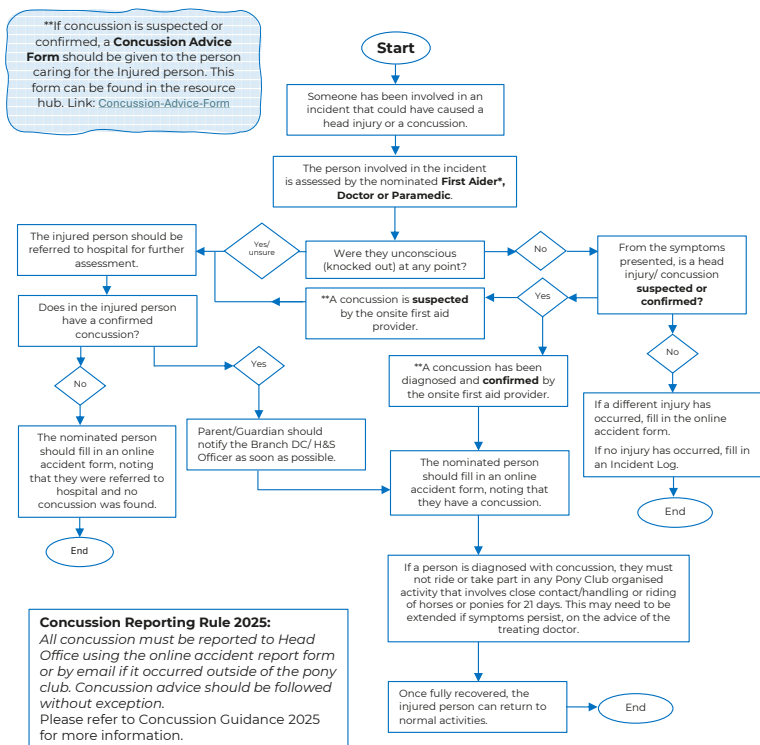 **If concussion is suspected or
confirmed, a Concussion Advice
Form should be given to the person
caring for the Injured person. This
form can be found in the resource
hub. Link: Concussion-Advice-Form
Start
Someone has been involved in an
incident that could have caused a
head injury or a concussion.
The person involved in the incident
is assessed by the nominated First Aider*,
Doctor or Paramedic.
The injured person should be
referred to hospital for further
assessment.
Yes/
unsure
Were they unconscious
(knocked out) at any point?
No
From the symptoms
presented, is a head
injury/ concussion
suspected or
confirmed?
Does in the injured person
have a confirmed
concussion?
**A concussion is suspected
by the onsite first aid
provider.
Yes
No
Yes
No
**A concussion has been
diagnosed and confirmed by
the onsite first aid provider.
If a different injury has
occurred, fill in the online
accident form.
If no injury has occurred, fill in
an Incident Log.
The nominated person
should fill in an online
accident form, noting
that they were referred to
hospital and no
concussion was found.
Parent/Guardian should
notify the Branch DC/ H&S
Officer as soon as possible.
The nominated person
should fill in an online
accident form, noting that
they have a concussion.
End
End
If a person is diagnosed with concussion, they must
not ride or take part in any Pony Club organised
activity that involves close contact/handling or riding
of horses or ponies for 21 days. This may need to be
extended if symptoms persist, on the advice of the
treating doctor.
Concussion Reporting Rule 2025:
All concussion must be reported to Head
Office using the online accident report form
or by email if it occurred outside of the pony
club. Concussion advice should be followed
without exception.
Please refer to Concussion Guidance 2025
for more information.
Once fully recovered, the
injured person can return to
normal activities.
End